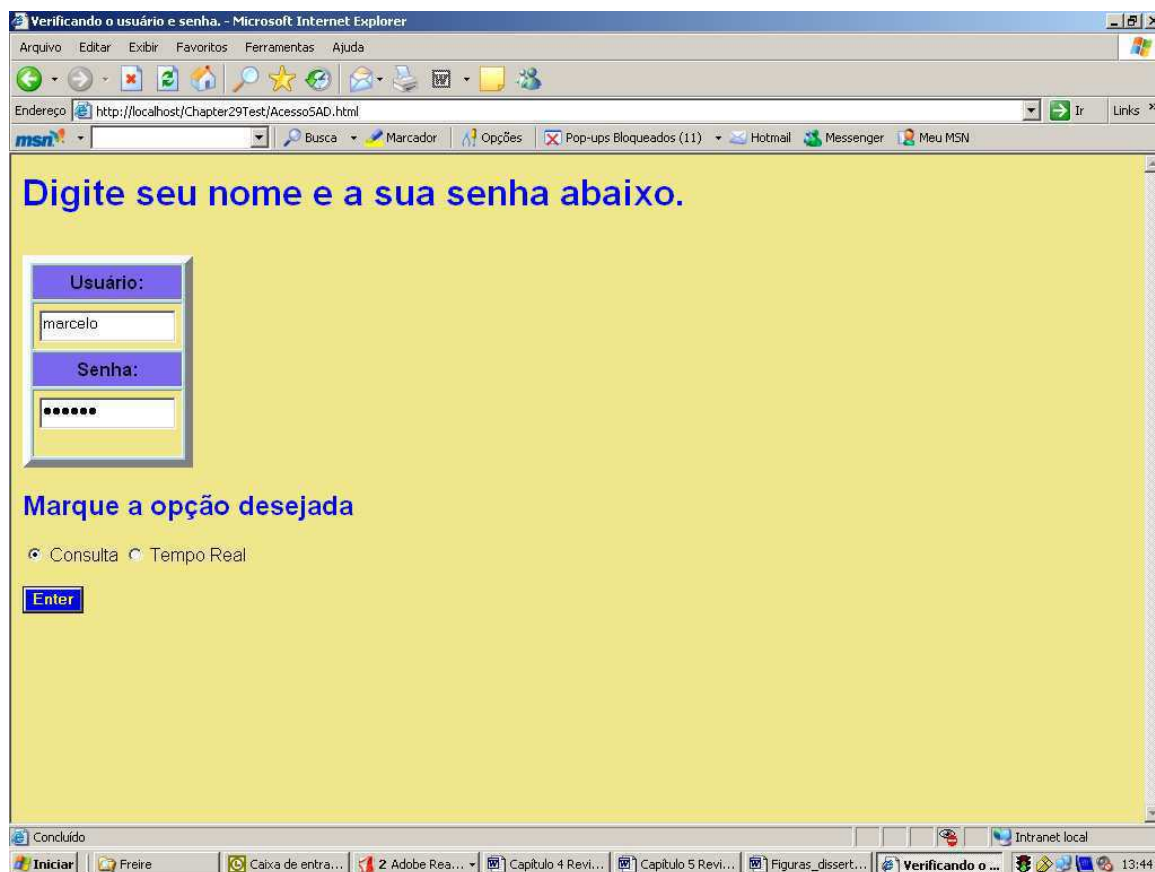 Verificando o usuário e senha. - Microsoft Internet Explorer
Arquivo Editar Exibir Favoritos Ferramentas Ajuda
Endereço http://localhost/Chapter29Test/AcessoSAD.html Ir Links »
msn Busca Marcador Opções Pop-ups Bloqueados (11) Hotmail Messenger Meu MSN
Digite seu nome e a sua senha abaixo.
Usuário:
marcelo
Senha:
••••••
Marque a opção desejada
Consulta Tempo Real
Enter
Concluído Intranet local
Iniciar Freire Caixa de entra... 2 Adobe Rea... Capítulo 4 Revi... Capítulo 5 Revi... Figuras_dissert... Verificando o ... 13:44